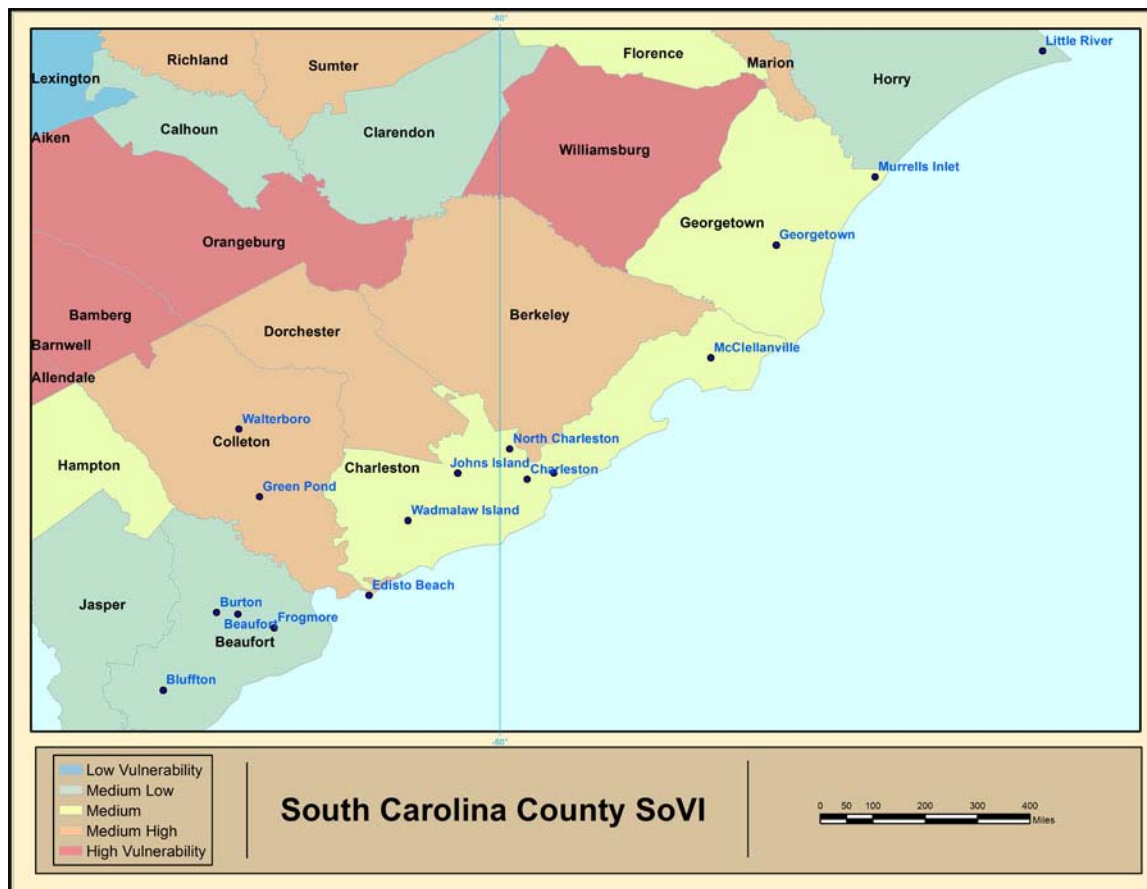 -80°
Little River
Richland
Florence
Sumter
Marion
Lexington
Horry
Calhoun
Clarendon
Aiken
Williamsburg
Murrells Inlet
Georgetown
Georgetown
Orangeburg
Bamberg
Berkeley
Dorchester
Barnwell
McClellanville
Allendale
Walterboro
Colleton
North Charleston
Hampton
Charleston
Johns Island
Charleston
Green Pond
Wadmalaw Island
Edisto Beach
Jasper
Burton
Frogmore
Beaufort
Beaufort
Bluffton
-80°
Low Vulnerability
Medium Low
Medium
Medium High
High Vulnerability
South Carolina County SoVI
0 50 100 200 300 400
Miles